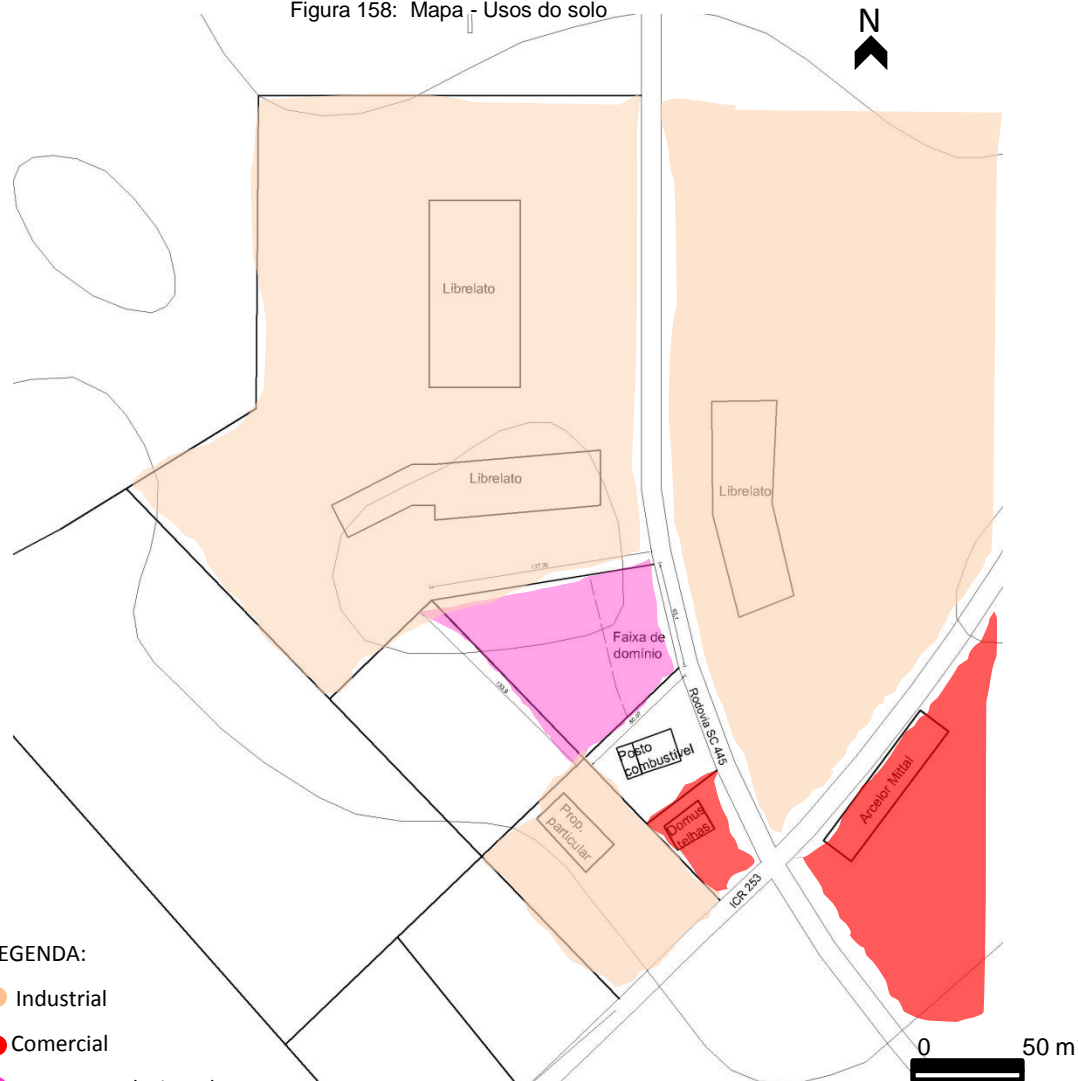 Figura 158: Mapa - Usos do solo
N
Librelato
Librelato
Librelato
137,36
Faixa de
domínio
Rodovia SC 445
Posto
combustível
Prop.
particular
Domus
telhas
Arcelor Mittal
ICR 253
EGENDA:
Industrial
Comercial
0 50 m